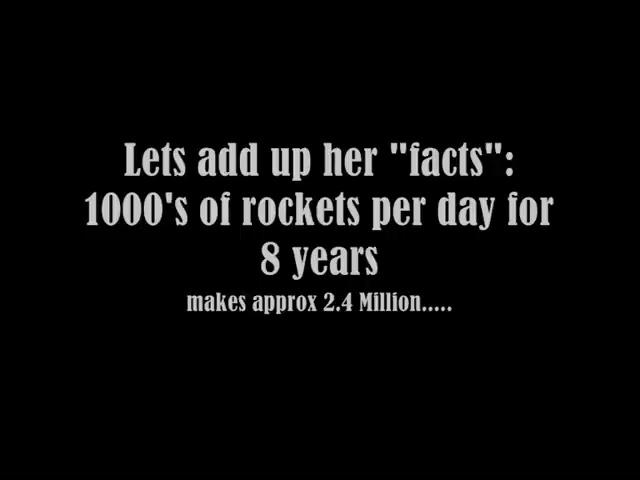 Lets add up her "facts":
1000's of rockets per day for
8 years
makes approx 2.4 Million.....